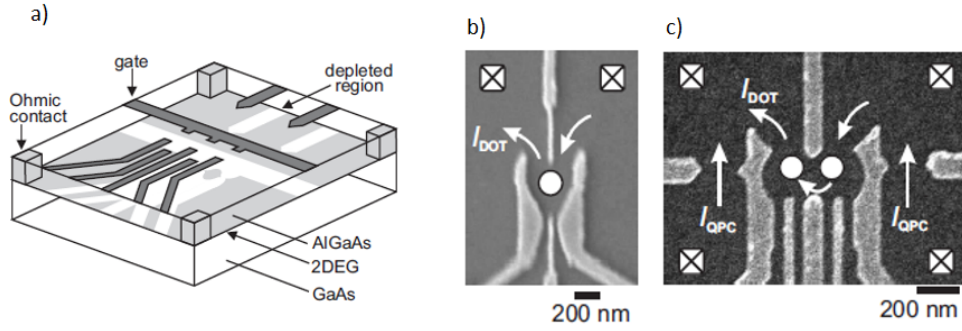 a)
gate
depleted
region
Ohmic
contact
AlGaAs
2DEG
GaAs
b)
I_DOT
200 nm
c)
I_DOT
I_QPC
I_QPC
200 nm